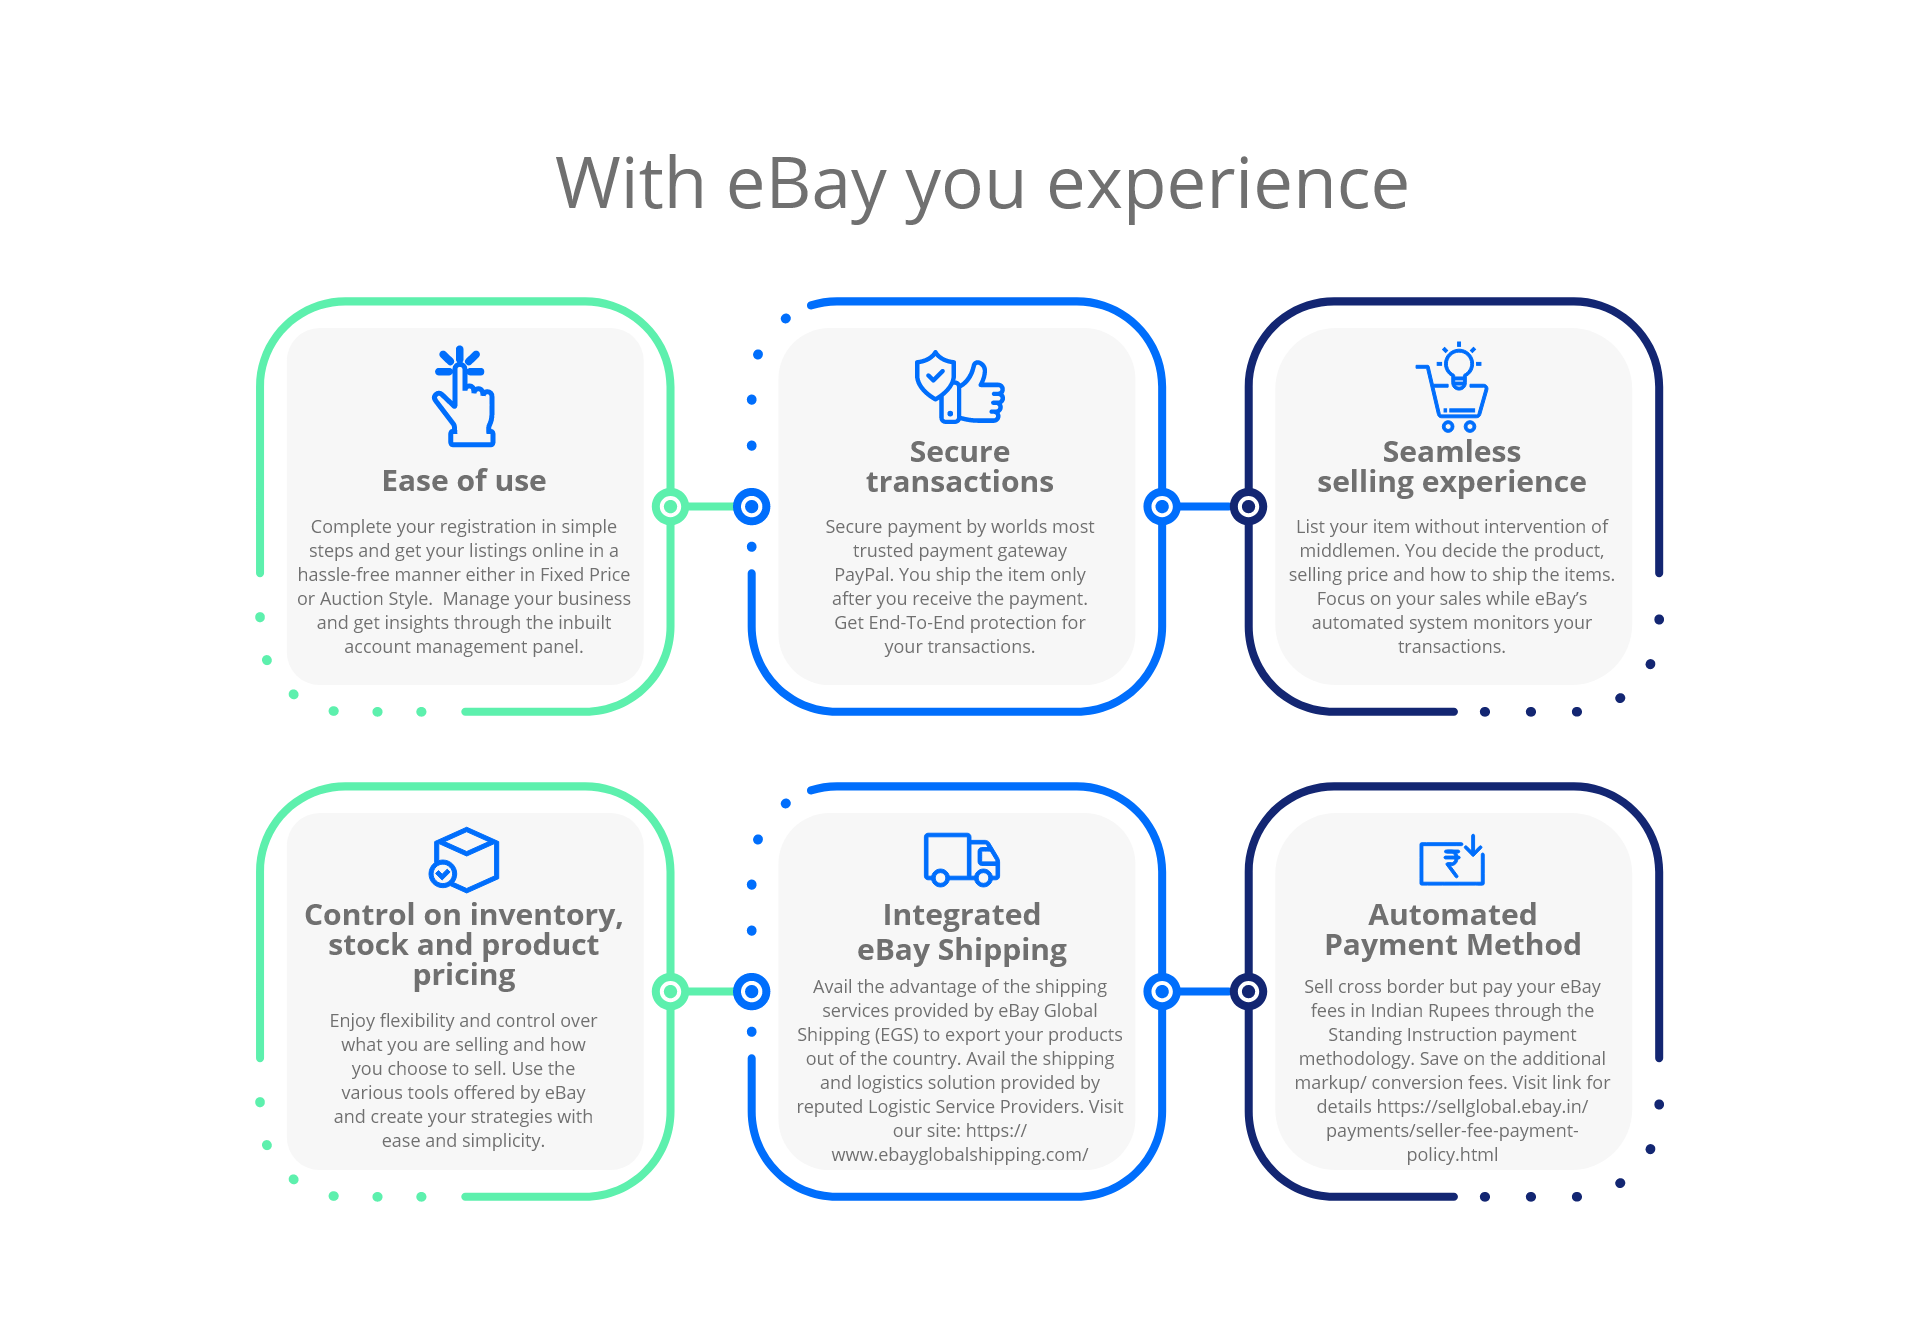 With eBay you experience
Ease of use
Complete your registration in simple
steps and get your listings online in a
hassle-free manner either in Fixed Price
or Auction Style.  Manage your business
and get insights through the inbuilt
account management panel.
Secure
transactions
Secure payment by worlds most
trusted payment gateway
PayPal. You ship the item only
after you receive the payment.
Get End-To-End protection for
your transactions.
Seamless
selling experience
List your item without intervention of
middlemen. You decide the product,
selling price and how to ship the items.
Focus on your sales while eBay’s
automated system monitors your
transactions.
Control on inventory,
stock and product
pricing
Enjoy flexibility and control over
what you are selling and how
you choose to sell. Use the
various tools offered by eBay
and create your strategies with
ease and simplicity.
Integrated
eBay Shipping
Avail the advantage of the shipping
services provided by eBay Global
Shipping (EGS) to export your products
out of the country. Avail the shipping
and logistics solution provided by
reputed Logistic Service Providers. Visit
our site: https://
www.ebayglobalshipping.com/
₹
Automated
Payment Method
Sell cross border but pay your eBay
fees in Indian Rupees through the
Standing Instruction payment
methodology. Save on the additional
markup/ conversion fees. Visit link for
details https://sellglobal.ebay.in/
payments/seller-fee-payment-
policy.html